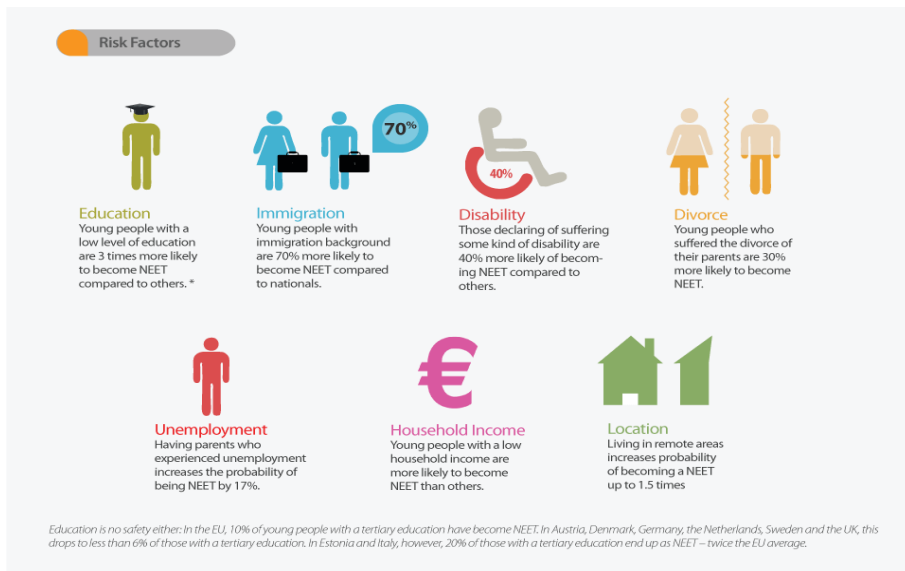 Risk Factors
70%
40%
Education
Young people with a
low level of education
are 3 times more likely
to become NEET
compared to others. *
Immigration
Young people with
immigration background
are 70% more likely to
become NEET compared
to nationals.
Disability
Those declaring of suffering
some kind of disability are
40% more likely of becom-
ing NEET compared to
others.
Divorce
Young people who
suffered the divorce of
their parents are 30%
more likely to become
NEET.
€
Unemployment
Having parents who
experienced unemployment
increases the probability of
being NEET by 17%.
Household Income
Young people with a low
household income are
more likely to become
NEET than others.
Location
Living in remote areas
increases probability
of becoming a NEET
up to 1.5 times
Education is no safety either: In the EU, 10% of young people with a tertiary education have become NEET. In Austria, Denmark, Germany, the Netherlands, Sweden and the UK, this
drops to less than 6% of those with a tertiary education. In Estonia and Italy, however, 20% of those with a tertiary education end up as NEET – twice the EU average.